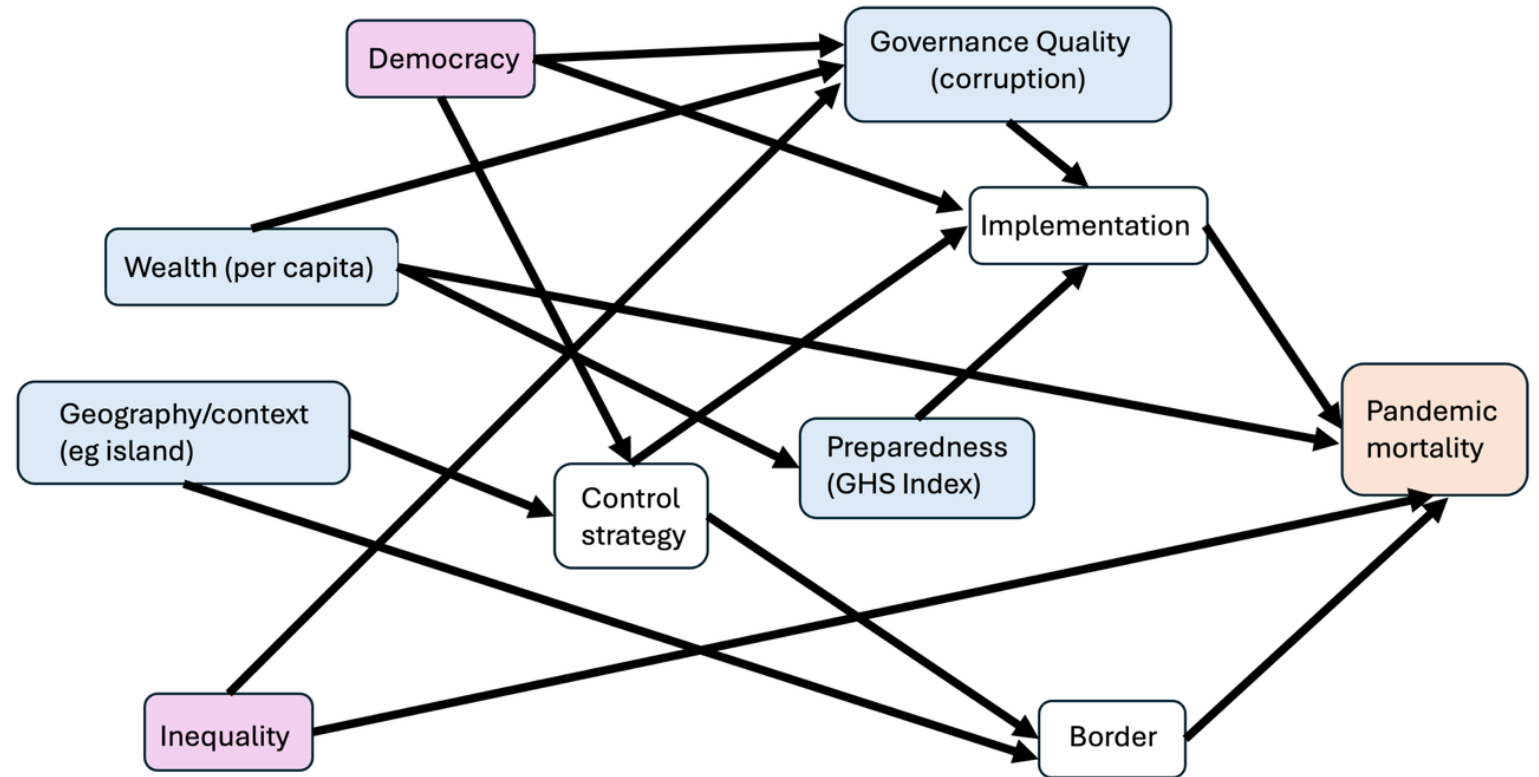 Democracy
Governance Quality
(corruption)
Implementation
Wealth (per capita)
Geography/context
(eg island)
Control
strategy
Preparedness
(GHS Index)
Pandemic
mortality
Inequality
Border